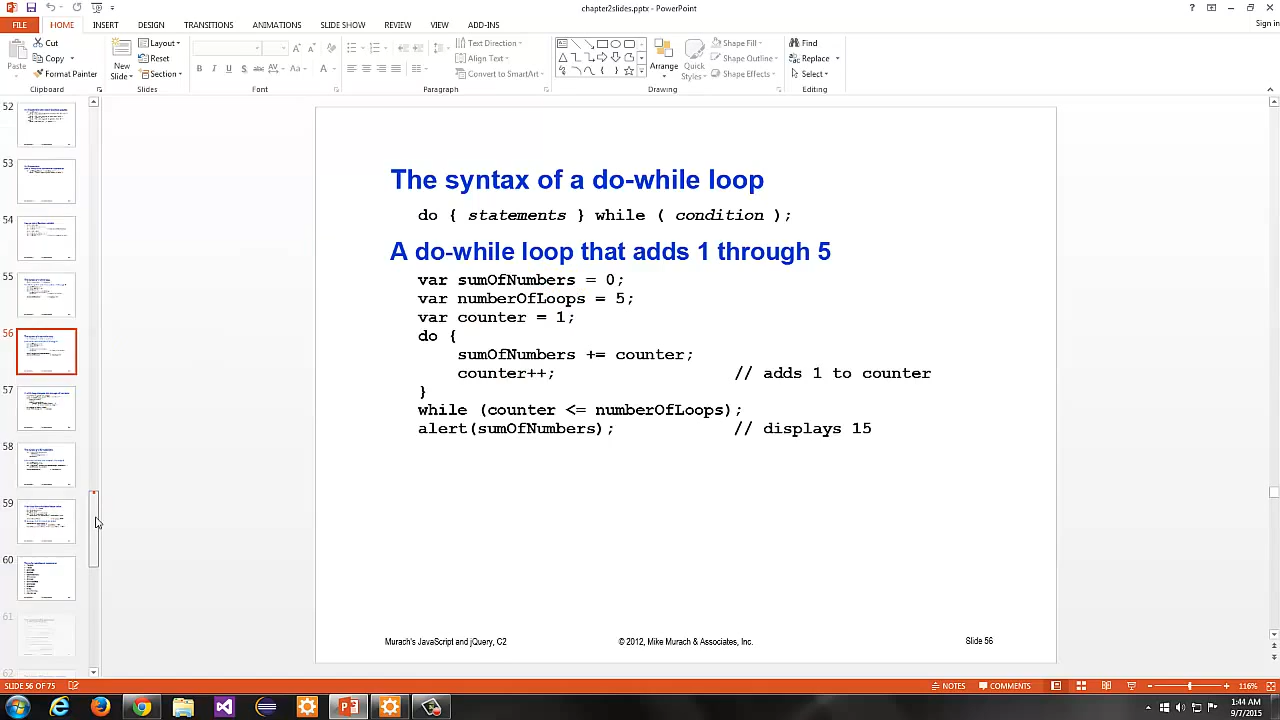 chapter2slides.pptx - PowerPoint
Sign in
FILE HOME INSERT DESIGN TRANSITIONS ANIMATIONS SLIDE SHOW REVIEW VIEW ADD-INS
Paste
Cut
Copy
Format Painter
Clipboard
New
Slide
Layout
Reset
Section
Slides
Font
Text Direction
Align Text
Convert to SmartArt
Paragraph
Arrange
Quick
Styles
Shape Fill
Shape Outline
Shape Effects
Drawing
Find
Replace
Select
Editing
52
53
54
55
56
57
58
59
60
61
62
The syntax of a do-while loop
do { statements } while ( condition );
A do-while loop that adds 1 through 5
var sumOfNumbers = 0;
var numberOfLoops = 5;
var counter = 1;
do {
sumOfNumbers += counter;
counter++; // adds 1 to counter
}
while (counter <= numberOfLoops);
alert(sumOfNumbers); // displays 15
Murach's JavaScript and jQuery, C2 © 2012, Mike Murach & Associates, Inc. Slide 56
SLIDE 56 OF 75 NOTES COMMENTS 116%
1:44 AM
9/7/2015